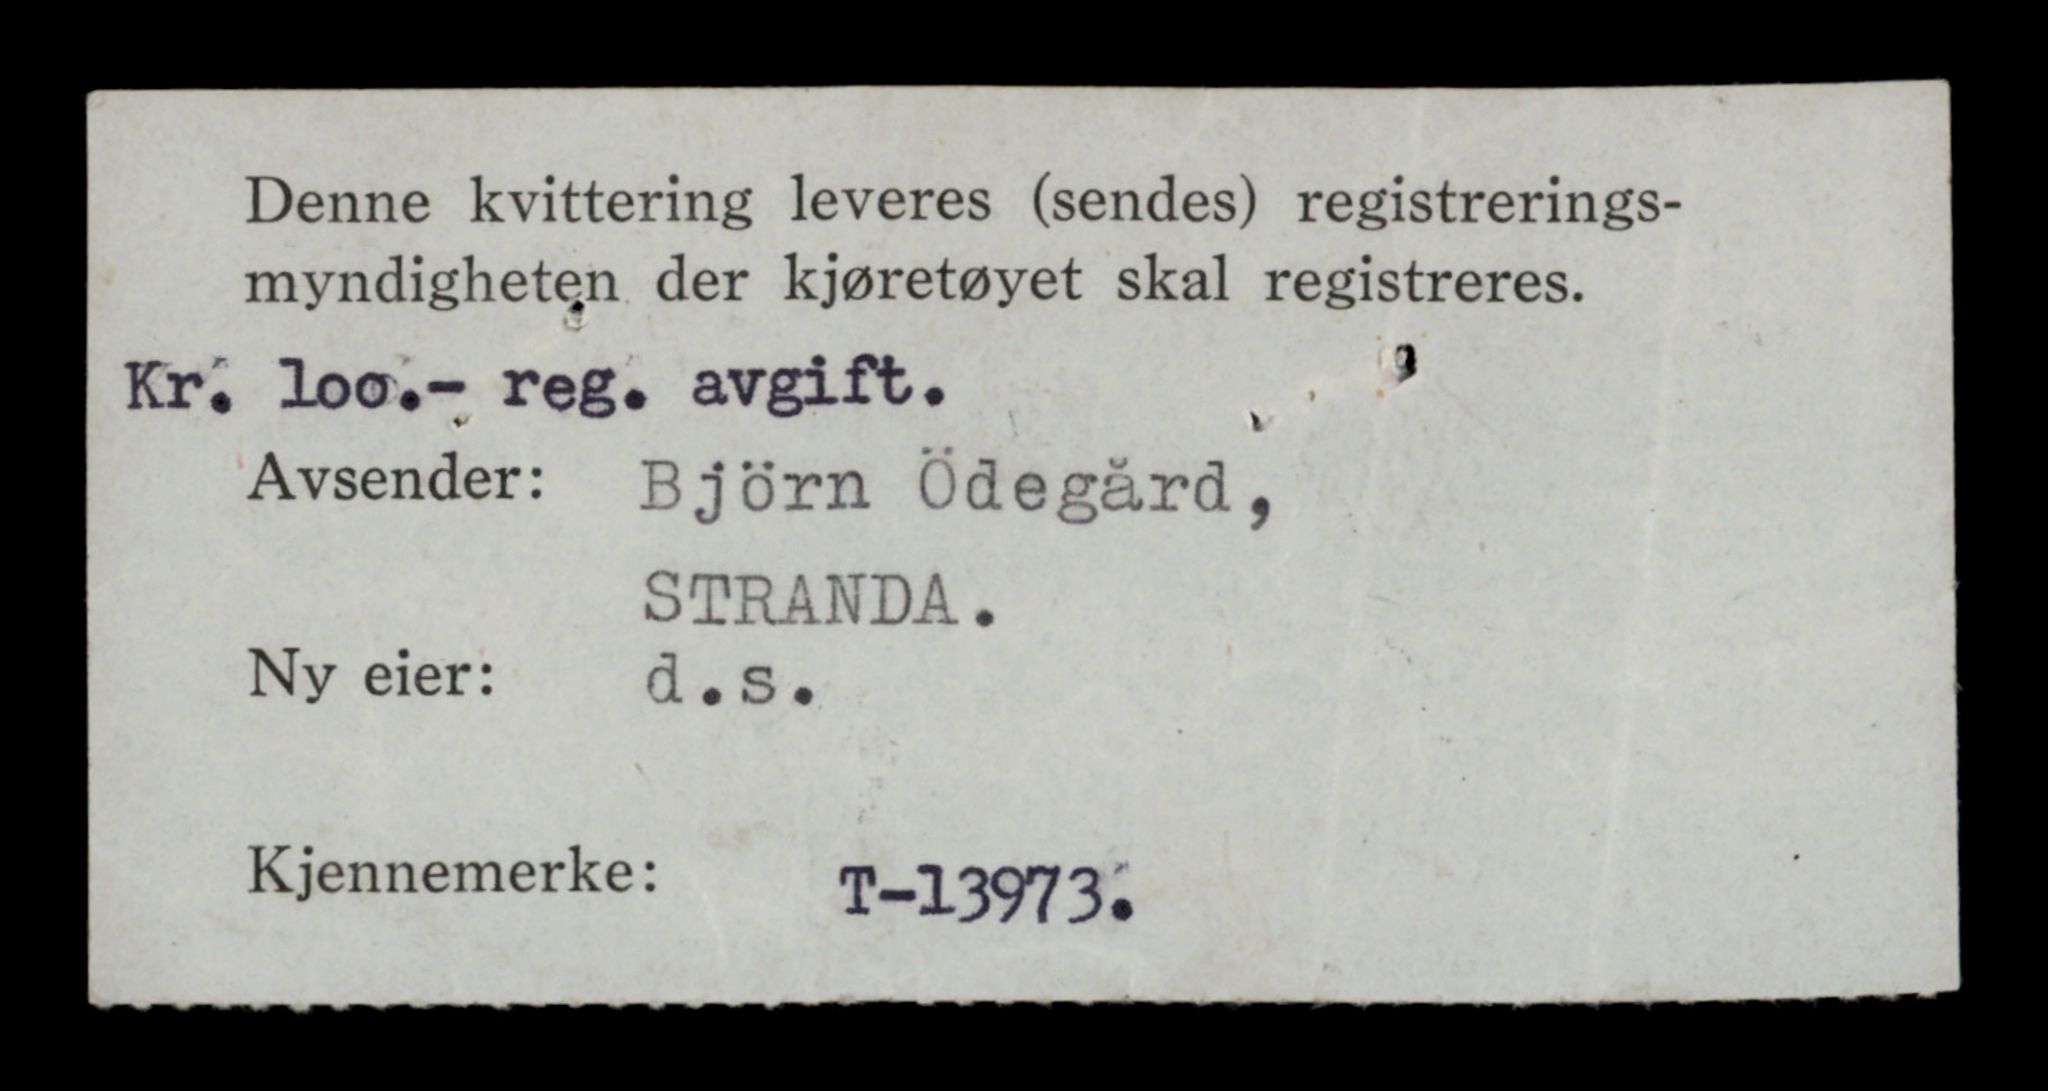 Denne kvittering leveres (sendes) registrerings-
myndigheten der kjøretøyet skal registreres.
Kr. loo.- reg. avgift.
Avsender: Björn Ödegård,
STRANDA.
Ny eier: d.s.
Kjennemerke: T-13973.